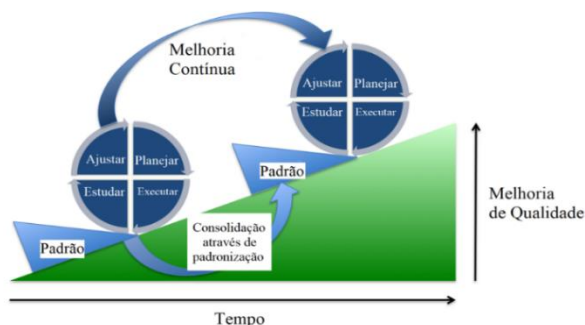 Melhoria
Contínua
Ajustar
Planejar
Estudar
Executar
Ajustar
Planejar
Estudar
Executar
Padrão
Padrão
Consolidação
através de
padronização
Melhoria
de Qualidade
Tempo